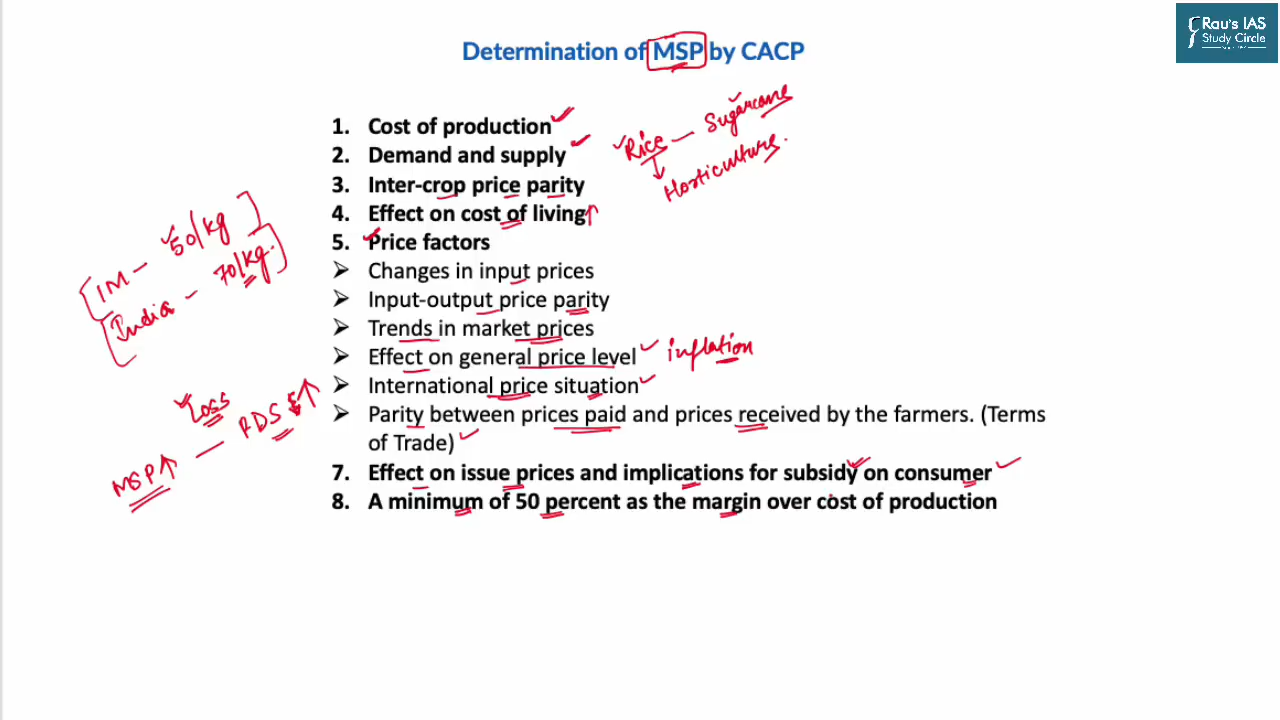 Rau's IAS
Study Circle
Determination of MSP by CACP
1. Cost of production
2. Demand and supply
3. Inter-crop price parity
4. Effect on cost of living
5. Price factors
➢ Changes in input prices
➢ Input-output price parity
➢ Trends in market prices
➢ Effect on general price level
➢ International price situation
➢ Parity between prices paid and prices received by the farmers. (Terms
of Trade)
7. Effect on issue prices and implications for subsidy on consumer
8. A minimum of 50 percent as the margin over cost of production
Rice — Sugarcane
↓
Horticulture
IM — 50/kg
India — 70/kg
inflation
Loss
MSP↑ — PDS ↑